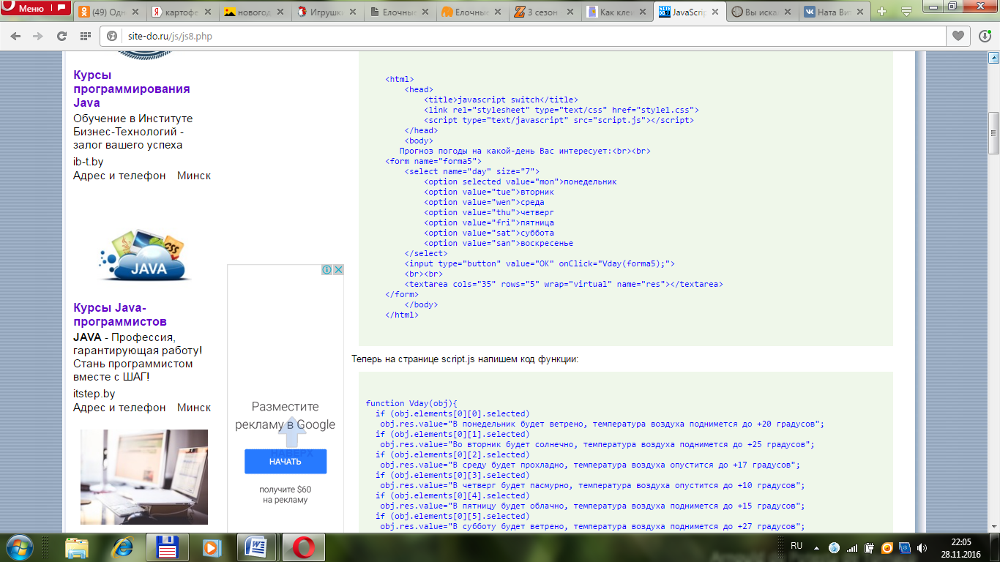 Меню
(49) Одн
картофе
новогод
Игрушки
Елочные
Елочные
3 сезон
Как клеи
JavaScrip
Вы иска
Ната Вит
site-do.ru/js/js8.php
Курсы
программирования
Java
Обучение в Институте
Бизнес-Технологий -
залог вашего успеха
ib-t.by
Адрес и телефон Минск
JAVA
CSS
Курсы Java-
программистов
JAVA - Профессия,
гарантирующая работу!
Стань программистом
вместе с ШАГ!
itstep.by
Адрес и телефон Минск
Разместите
рекламу в Google
НАВЕРХ
НАЧАТЬ
получите $60
на рекламу
<html>
<head>
<title>javascript switch</title>
<link rel="stylesheet" type="text/css" href="style1.css">
<script type="text/javascript" src="script.js"></script>
</head>
<body>
Прогноз погоды на какой-день Вас интересует:<br><br>
<form name="forma5">
<select name="day" size="7">
<option selected value="mon">понедельник
<option value="tue">вторник
<option value="wen">среда
<option value="thu">четверг
<option value="fri">пятница
<option value="sat">суббота
<option value="san">воскресенье
</select>
<input type="button" value="OK" onClick="Vday(forma5);">
<br><br>
<textarea cols="35" rows="5" wrap="virtual" name="res"></textarea>
</form>
</body>
</html>
Теперь на странице script.js напишем код функции:
function Vday(obj){
if (obj.elements[0][0].selected)
obj.res.value="В понедельник будет ветрено, температура воздуха поднимется до +20 градусов";
if (obj.elements[0][1].selected)
obj.res.value="Во вторник будет солнечно, температура воздуха поднимется до +25 градусов";
if (obj.elements[0][2].selected)
obj.res.value="В среду будет прохладно, температура воздуха опустится до +17 градусов";
if (obj.elements[0][3].selected)
obj.res.value="В четверг будет пасмурно, температура воздуха опустится до +10 градусов";
if (obj.elements[0][4].selected)
obj.res.value="В пятницу будет облачно, температура воздуха поднимется до +15 градусов";
if (obj.elements[0][5].selected)
obj.res.value="В субботу будет ветрено, температура воздуха поднимется до +27 градусов";
RU
22:05
28.11.2016